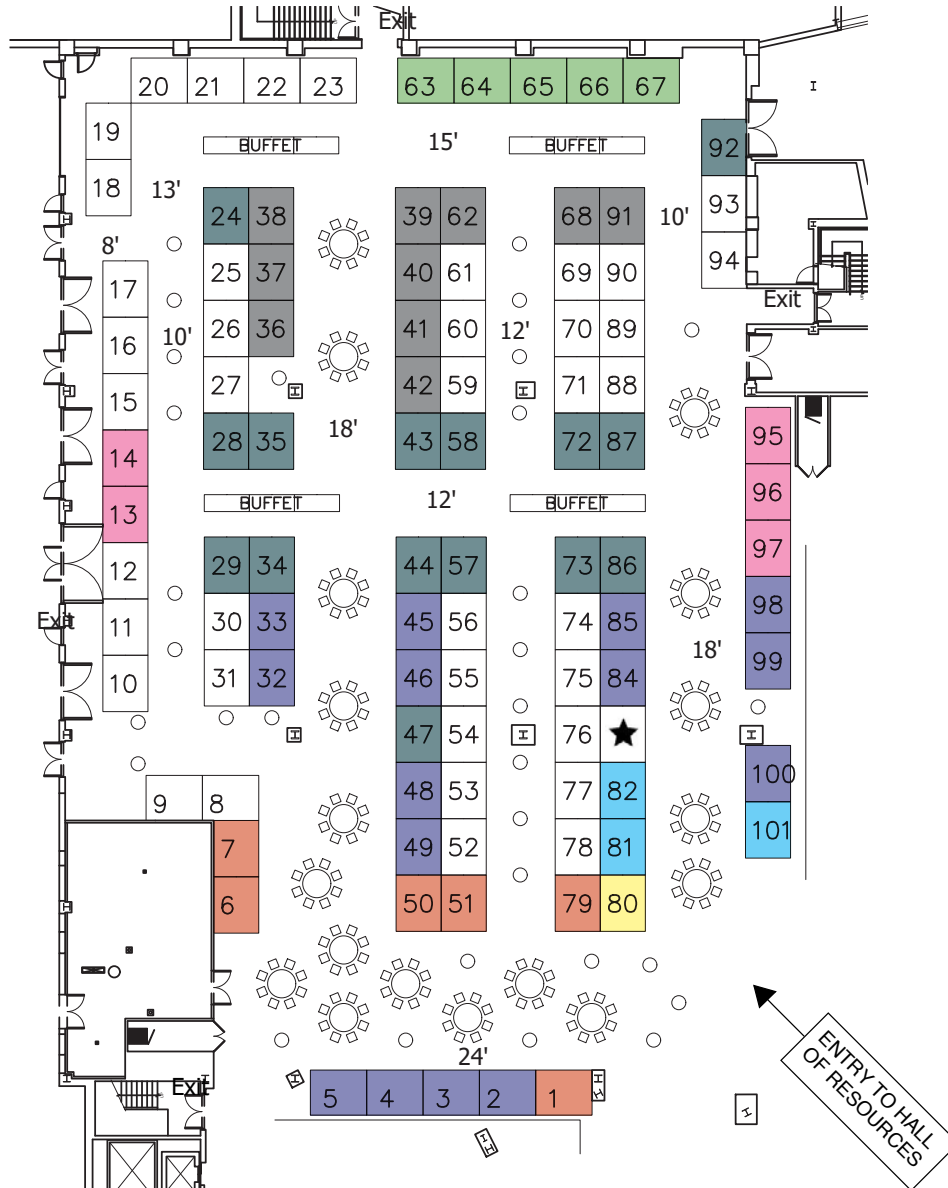 Exit
20 21 22 23 63 64 65 66 67
19
BUFFET 15' BUFFET
92
18 13'
24 38 39 62 68 91 10' 93
8'
25 37 40 61 69 90 94
17
Exit
10' 26 36 41 60 12' 70 89
16
27 42 59 71 88
15
28 35 18' 43 58 72 87 95
14
96
BUFFET 12' BUFFET
13
97
29 34 44 57 73 86
12
98
Exit 11 30 33 45 56 74 85
18' 99
10 31 32 46 55 75 84
47 54 76
100
9 8 48 53 77 82
101
7 49 52 78 81
6 50 51 79 80
24'
ENTRY TO HALL
OF RESOURCES
Exit
5 4 3 2 1